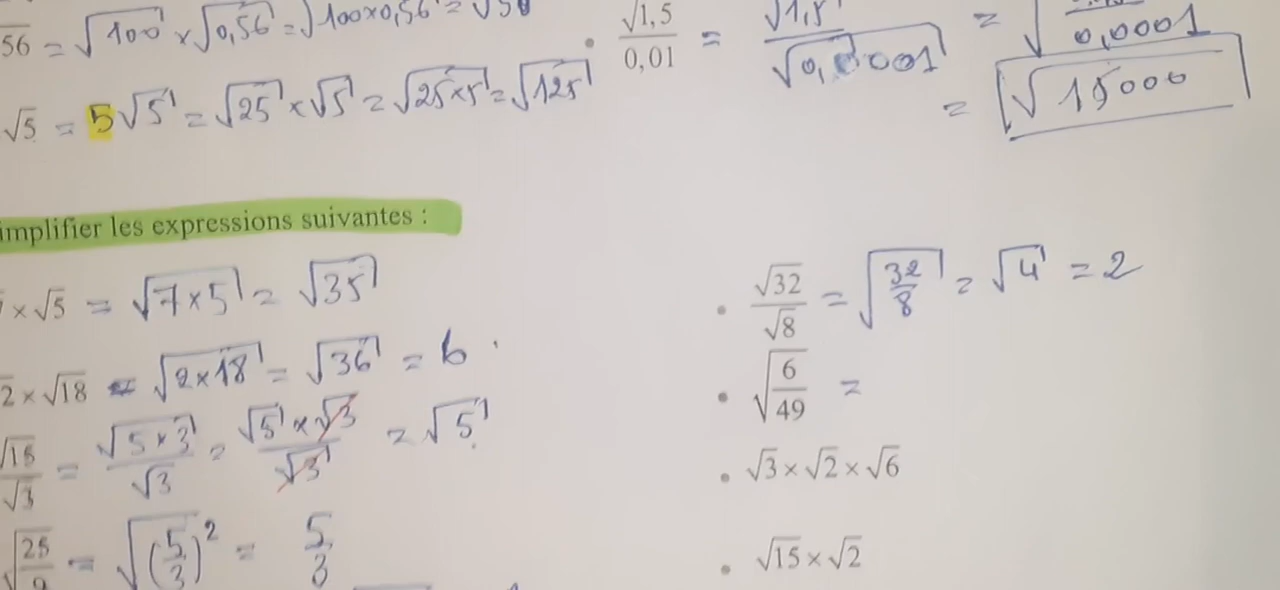 56 = √100 × √0,56 = √100×0,56 = √56
√1,5/0,01 = √1,5/√0,0001 = √ /0,0001
= √15000
√5 = 5√5 = √25 × √5 = √25×5 = √125
implifier les expressions suivantes :
× √5 = √7×5 = √35
2 × √18 = √2×18 = √36 = 6
√15/√3 = √5×3/√3 = √5 × √3/√3 = √5
√25/9 = √(5/3)² = 5/3
• √32/√8 = √32/8 = √4 = 2
• √6/49 =
• √3 × √2 × √6
• √15 × √2